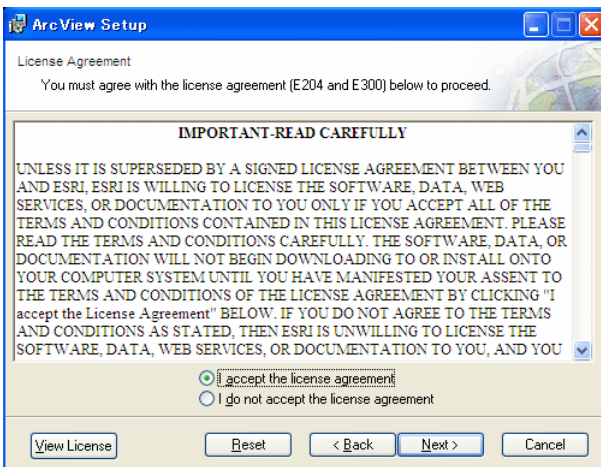 ArcView Setup
License Agreement
You must agree with the license agreement (E204 and E300) below to proceed.
IMPORTANT-READ CAREFULLY
UNLESS IT IS SUPERSEDED BY A SIGNED LICENSE AGREEMENT BETWEEN YOU
AND ESRI, ESRI IS WILLING TO LICENSE THE SOFTWARE, DATA, WEB
SERVICES, OR DOCUMENTATION TO YOU ONLY IF YOU ACCEPT ALL OF THE
TERMS AND CONDITIONS CONTAINED IN THIS LICENSE AGREEMENT. PLEASE
READ THE TERMS AND CONDITIONS CAREFULLY. THE SOFTWARE, DATA, OR
DOCUMENTATION WILL NOT BEGIN DOWNLOADING TO OR INSTALL ONTO
YOUR COMPUTER SYSTEM UNTIL YOU HAVE MANIFESTED YOUR ASSENT TO
THE TERMS AND CONDITIONS OF THE LICENSE AGREEMENT BY CLICKING "I
accept the License Agreement" BELOW. IF YOU DO NOT AGREE TO THE TERMS
AND CONDITIONS AS STATED, THEN ESRI IS UNWILLING TO LICENSE THE
SOFTWARE, DATA, WEB SERVICES, OR DOCUMENTATION TO YOU, AND YOU
I accept the license agreement
I do not accept the license agreement
View License Reset < Back Next > Cancel